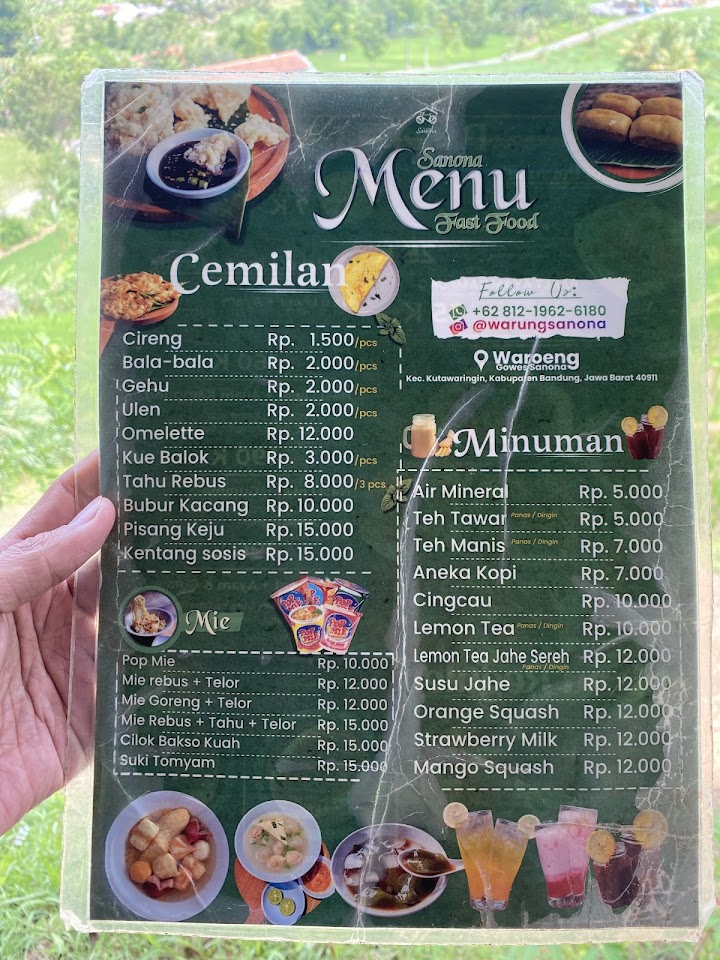 Sanona
Sanona
Menu
Fast Food
Cemilan
Follow Us:
+62 812-1962-6180
@warungsanona
Waroeng
Gowes Sanona
Kec. Kutawaringin, Kabupaten Bandung, Jawa Barat 40911
Cireng Rp. 1.500/pcs
Bala-bala Rp. 2.000/pcs
Gehu Rp. 2.000/pcs
Ulen Rp. 2.000/pcs
Omelette Rp. 12.000
Kue Balok Rp. 3.000/pcs
Tahu Rebus Rp. 8.000/3 pcs
Bubur Kacang Rp. 10.000
Pisang Keju Rp. 15.000
Kentang sosis Rp. 15.000
Mie
POP MIE
Pop Mie Rp. 10.000
Mie rebus + Telor Rp. 12.000
Mie Goreng + Telor Rp. 12.000
Mie Rebus + Tahu + Telor Rp. 15.000
Cilok Bakso Kuah Rp. 15.000
Suki Tomyam Rp. 15.000
Minuman
Air Mineral Rp. 5.000
Teh Tawar Panas / Dingin Rp. 5.000
Teh Manis Panas / Dingin Rp. 7.000
Aneka Kopi Rp. 7.000
Cingcau Rp. 10.000
Lemon Tea Panas / Dingin Rp. 10.000
Lemon Tea Jahe Sereh Rp. 12.000
Panas / Dingin
Susu Jahe Rp. 12.000
Orange Squash Rp. 12.000
Strawberry Milk Rp. 12.000
Mango Squash Rp. 12.000